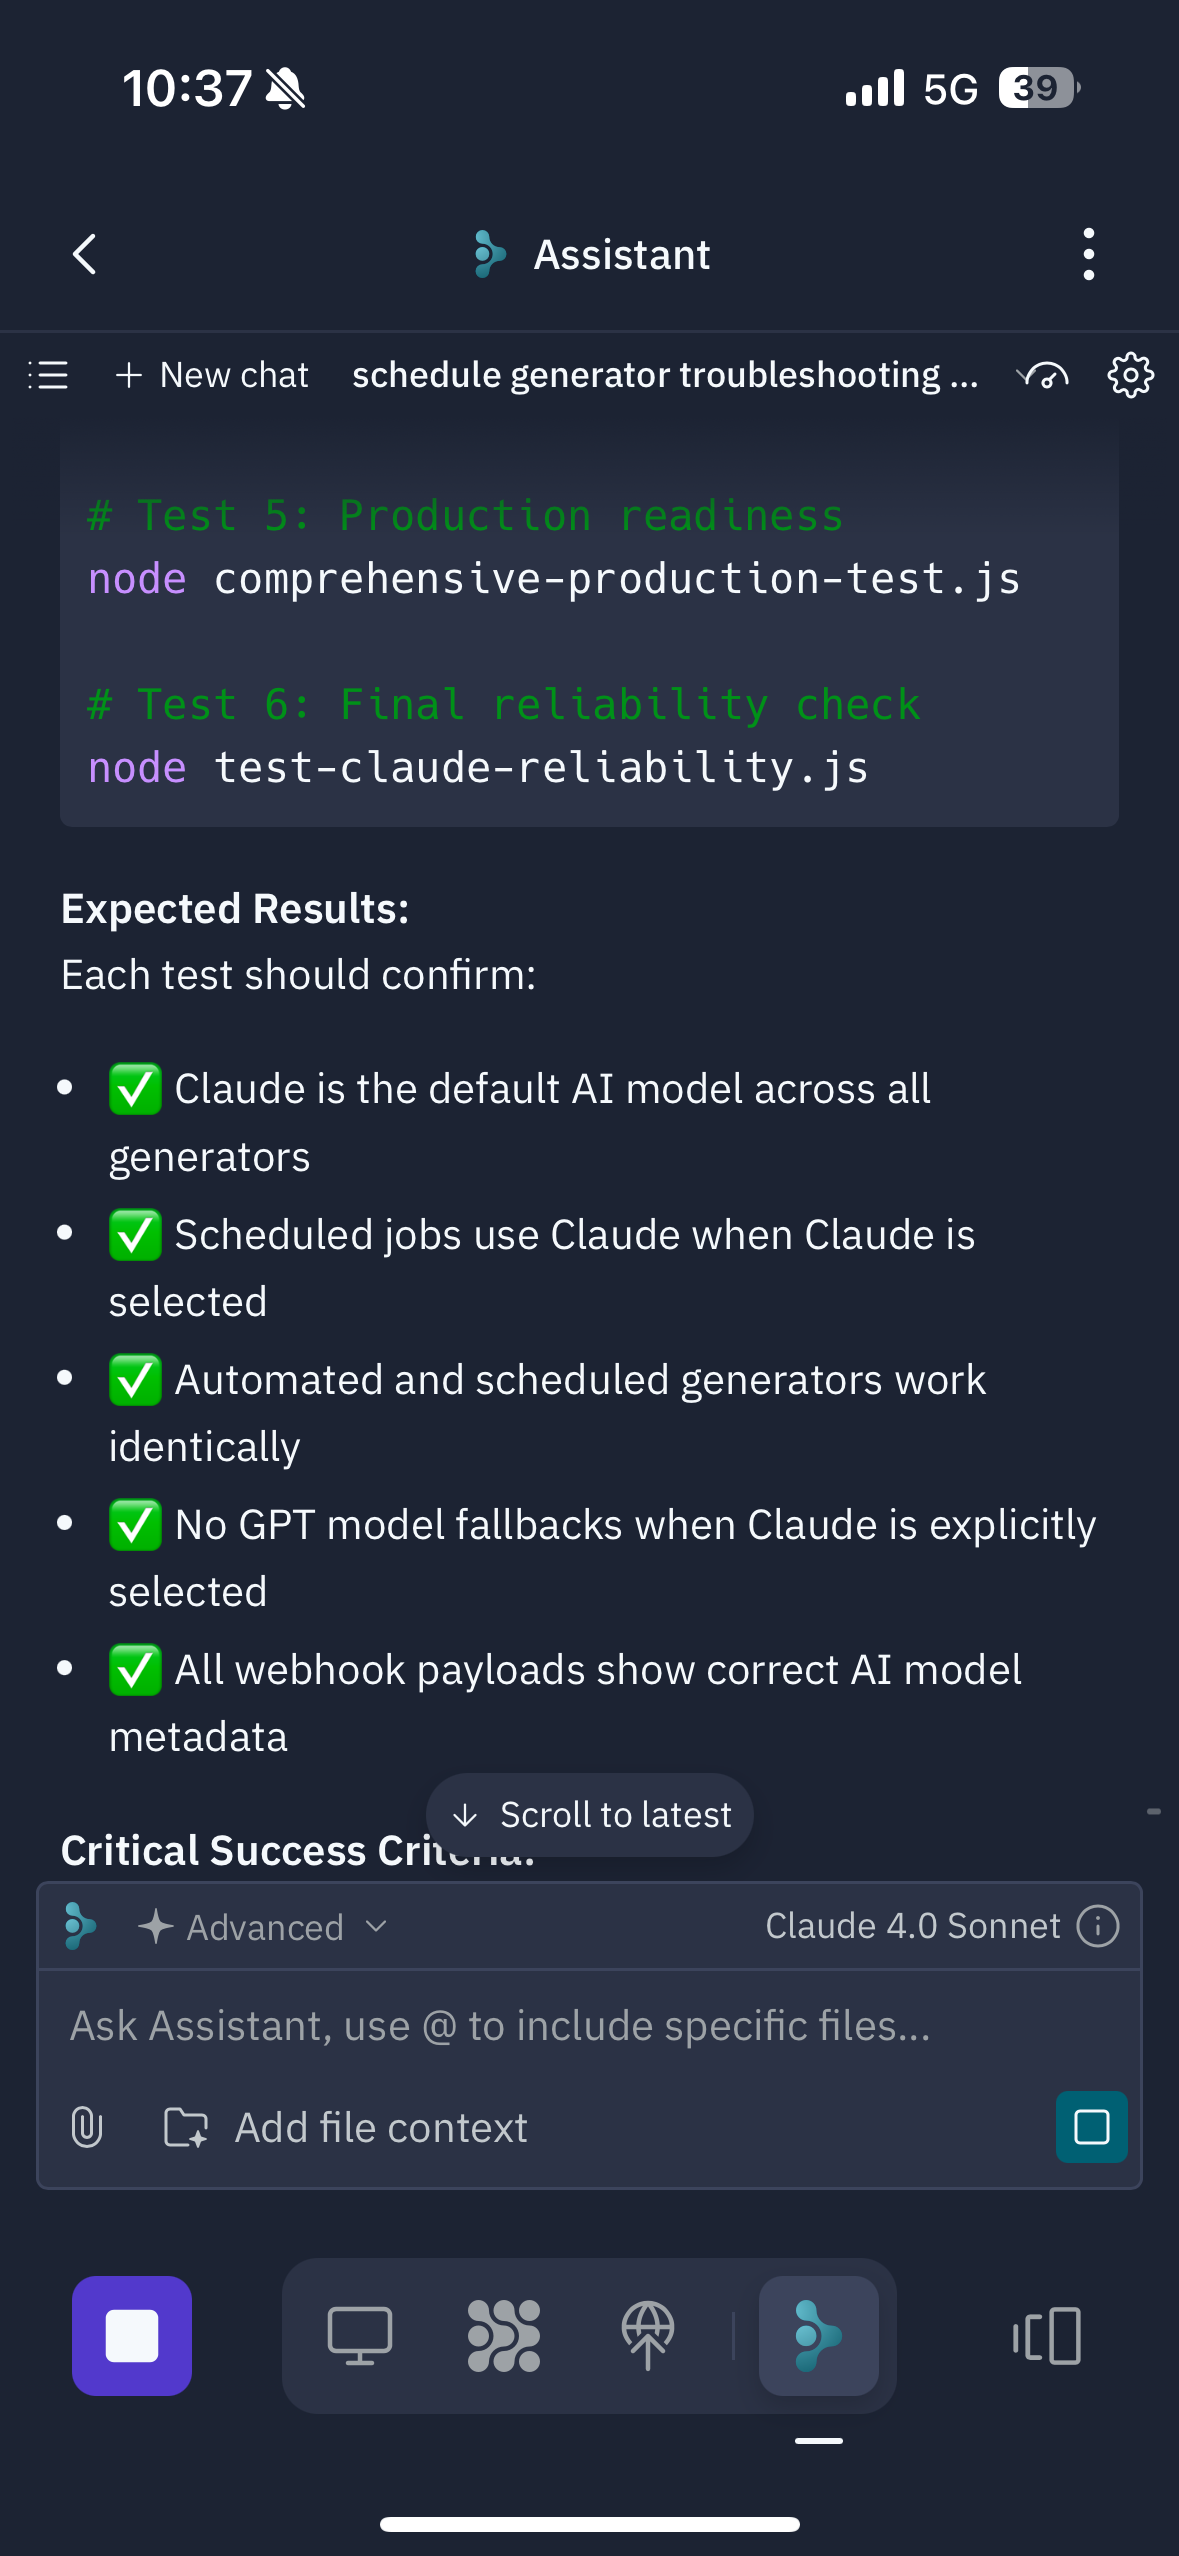 10:37
5G
39
Assistant
New chat
schedule generator troubleshooting ...
# Test 5: Production readiness
node comprehensive-production-test.js
# Test 6: Final reliability check
node test-claude-reliability.js
Expected Results:
Each test should confirm:
• ✅ Claude is the default AI model across all
generators
• ✅ Scheduled jobs use Claude when Claude is
selected
• ✅ Automated and scheduled generators work
identically
• ✅ No GPT model fallbacks when Claude is explicitly
selected
• ✅ All webhook payloads show correct AI model
metadata
Scroll to latest
Critical Success Criteria:
Advanced
Claude 4.0 Sonnet
Ask Assistant, use @ to include specific files...
Add file context